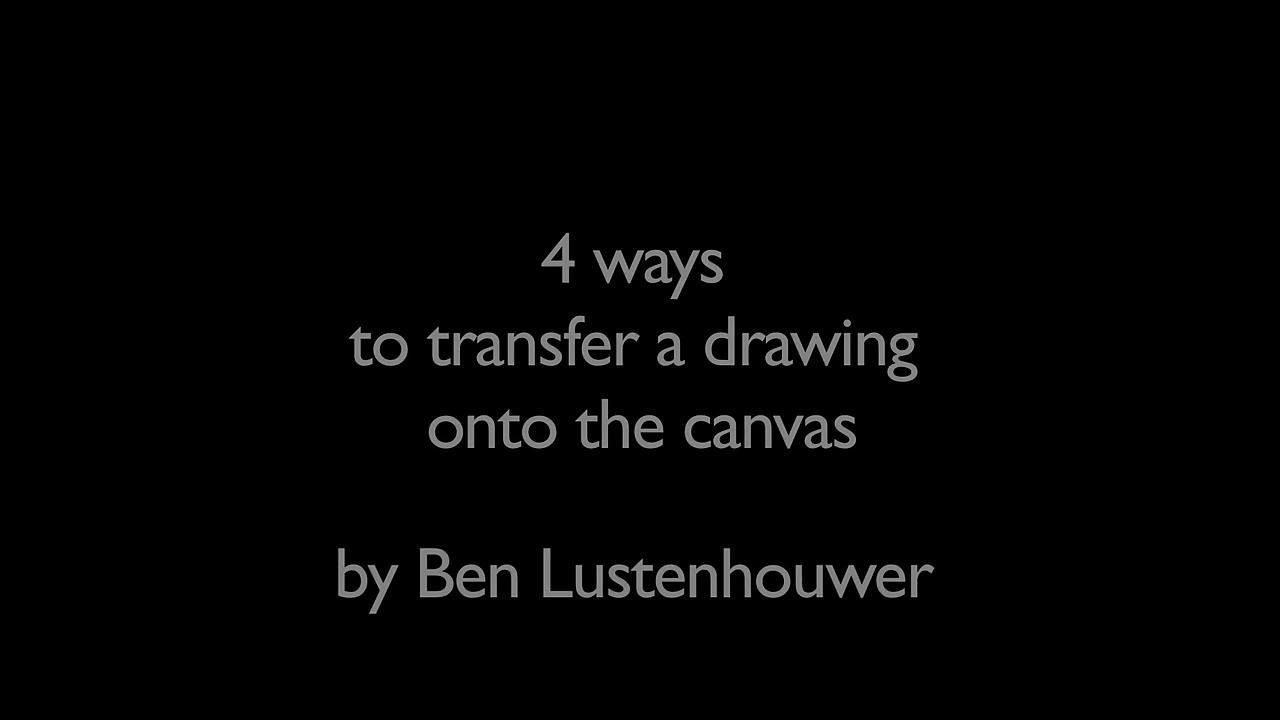 4 ways
to transfer a drawing
onto the canvas
by Ben Lustenhouwer